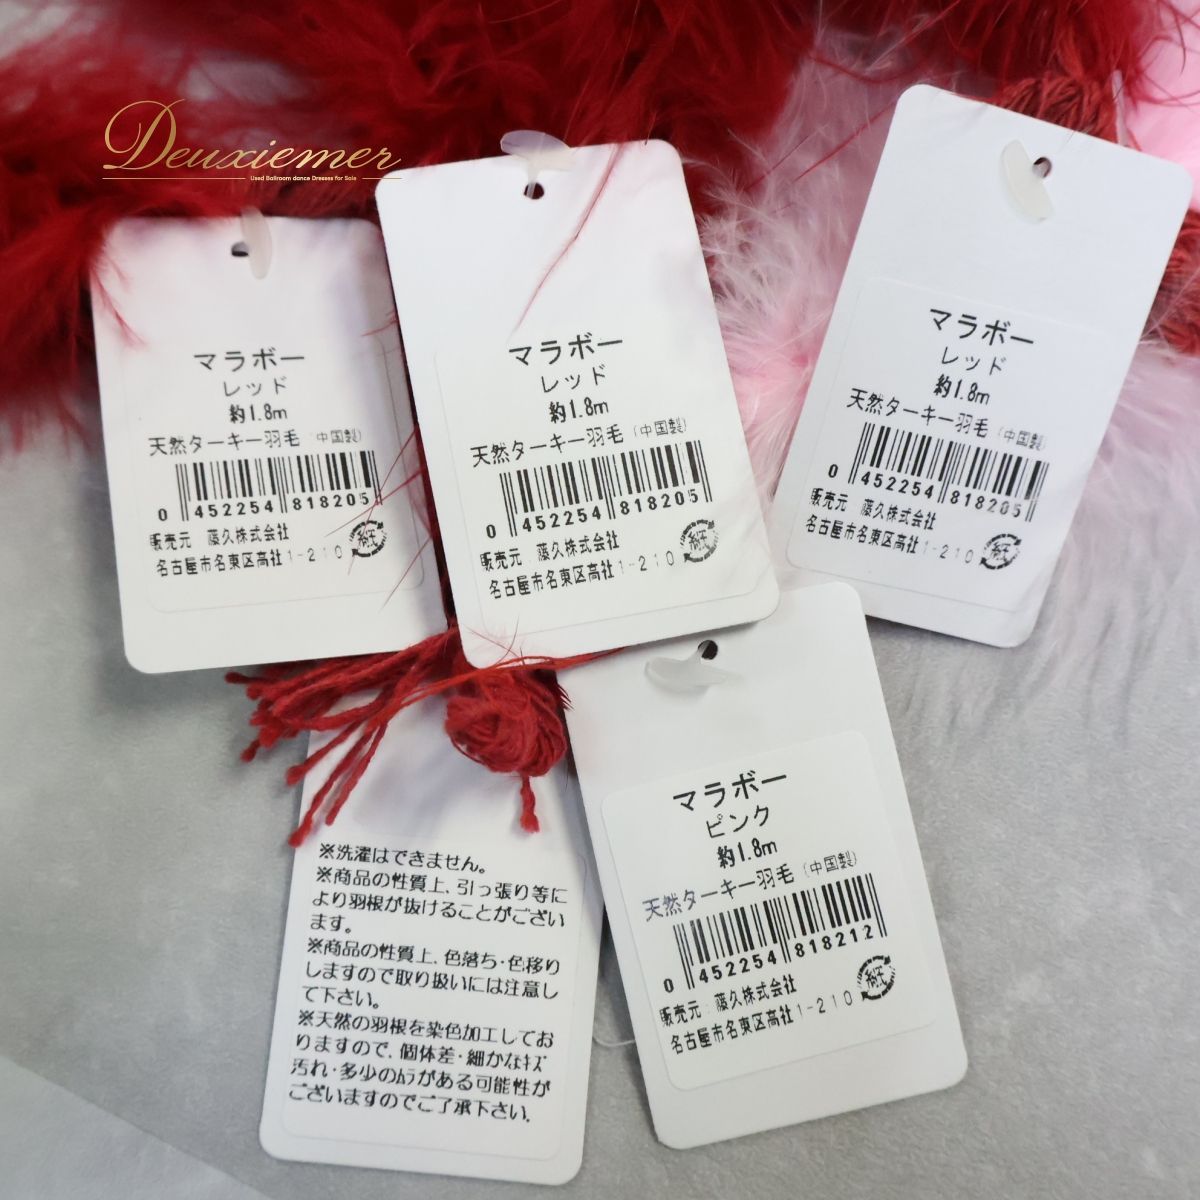 Deuxiemer
Used Ballroom dance Dresses for Sale
マラボー
レッド
約1.8m
天然ターキー羽毛(中国製)
0 452254 818205
販売元 藤久株式会社
名古屋市名東区高社1-210
紙
マラボー
レッド
約1.8m
天然ターキー羽毛(中国製)
0 452254 818205
販売元:藤久株式会社
名古屋市名東区高社1-210
紙
マラボー
レッド
約1.8m
天然ターキー羽毛(中国製)
0 452254 818205
販売元 藤久株式会社
名古屋市名東区高社1-210
紙
※洗濯はできません。
※商品の性質上、引っ張り等に
より羽根が抜けることがござい
ます。
※商品の性質上、色落ち・色移り
しますので取り扱いには注意し
て下さい。
※天然の羽根を染色加工してお
りますので、個体差・細かなキズ
汚れ・多少のムラがある可能性が
ございますのでご了承下さい。
マラボー
ピンク
約1.8m
天然ターキー羽毛(中国製)
0 452254 818212
販売元:藤久株式会社
名古屋市名東区高社1-210
紙